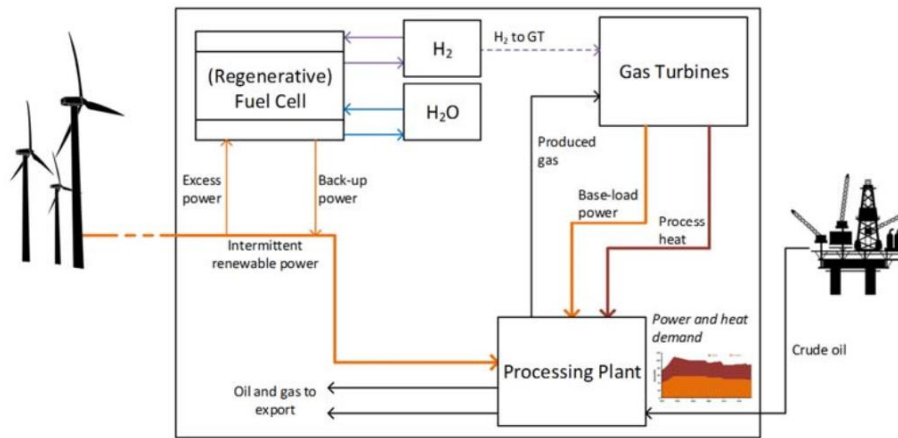 (Regenerative)
Fuel Cell
H₂
H₂O
H₂ to GT
Gas Turbines
Excess
power
Back-up
power
Produced
gas
Base-load
power
Process
heat
Intermittent
renewable power
Power and heat
demand
Processing Plant
Crude oil
Oil and gas to
export